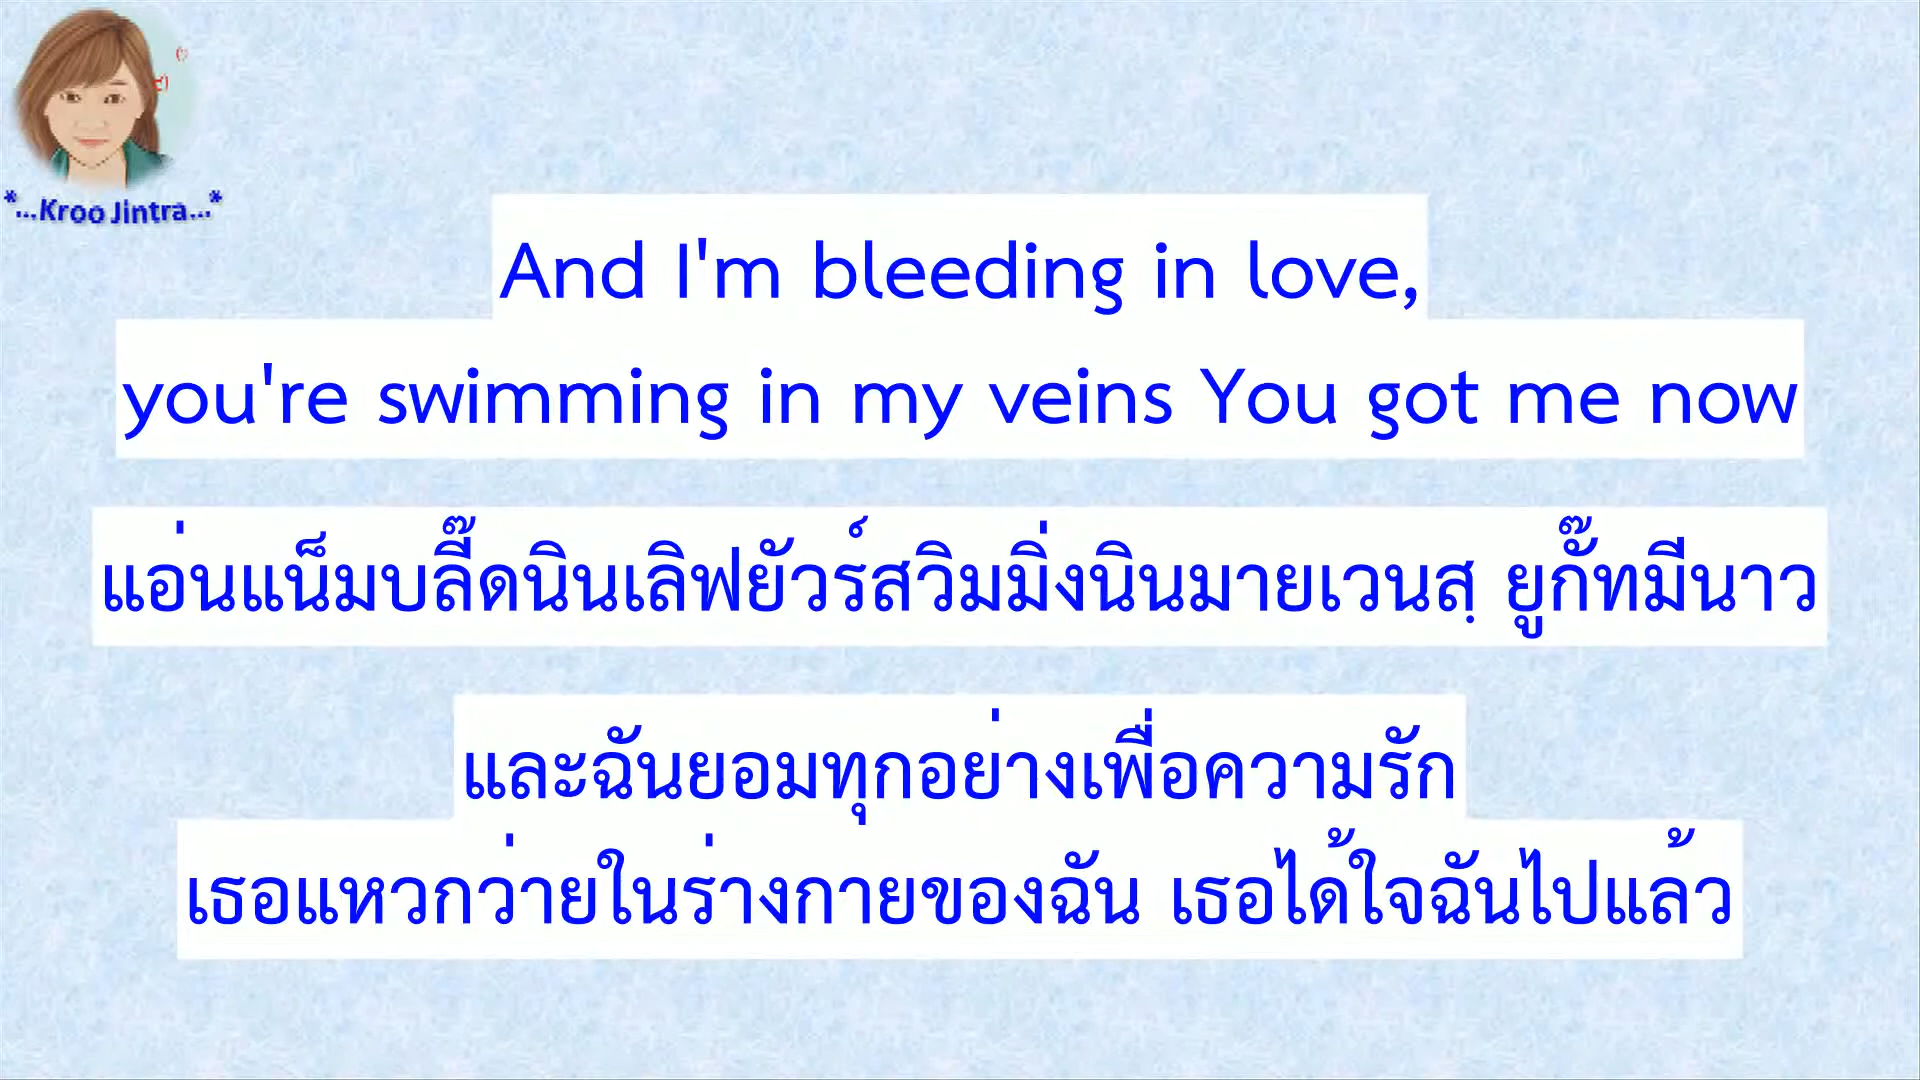 *...Kroo Jintra...*
And I'm bleeding in love,
you're swimming in my veins You got me now
แอ่นแน็มบลี๊ดนินเลิฟยัวร์สวิมมิ่งนินมายเวนสฺ ยูกั๊ทมีนาว
และฉันยอมทุกอย่างเพื่อความรัก
เธอแหวกว่ายในร่างกายของฉัน เธอได้ใจฉันไปแล้ว